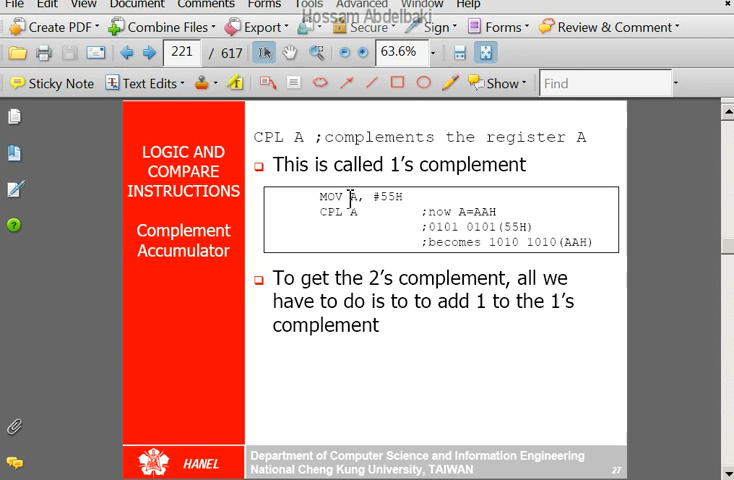 File Edit View Document Comments Forms Tools Advanced Window Help
Hossam Abdelbaki
Create PDF Combine Files Export Secure Sign Forms Review & Comment
221 / 617 63.6%
Sticky Note Text Edits Show Find
CPL A ;complements the register A
LOGIC AND
COMPARE
INSTRUCTIONS
Complement
Accumulator
This is called 1's complement
MOV A, #55H
CPL A ;now A=AAH
;0101 0101(55H)
;becomes 1010 1010(AAH)
To get the 2's complement, all we
have to do is to to add 1 to the 1's
complement
HANEL
Department of Computer Science and Information Engineering
National Cheng Kung University, TAIWAN
27